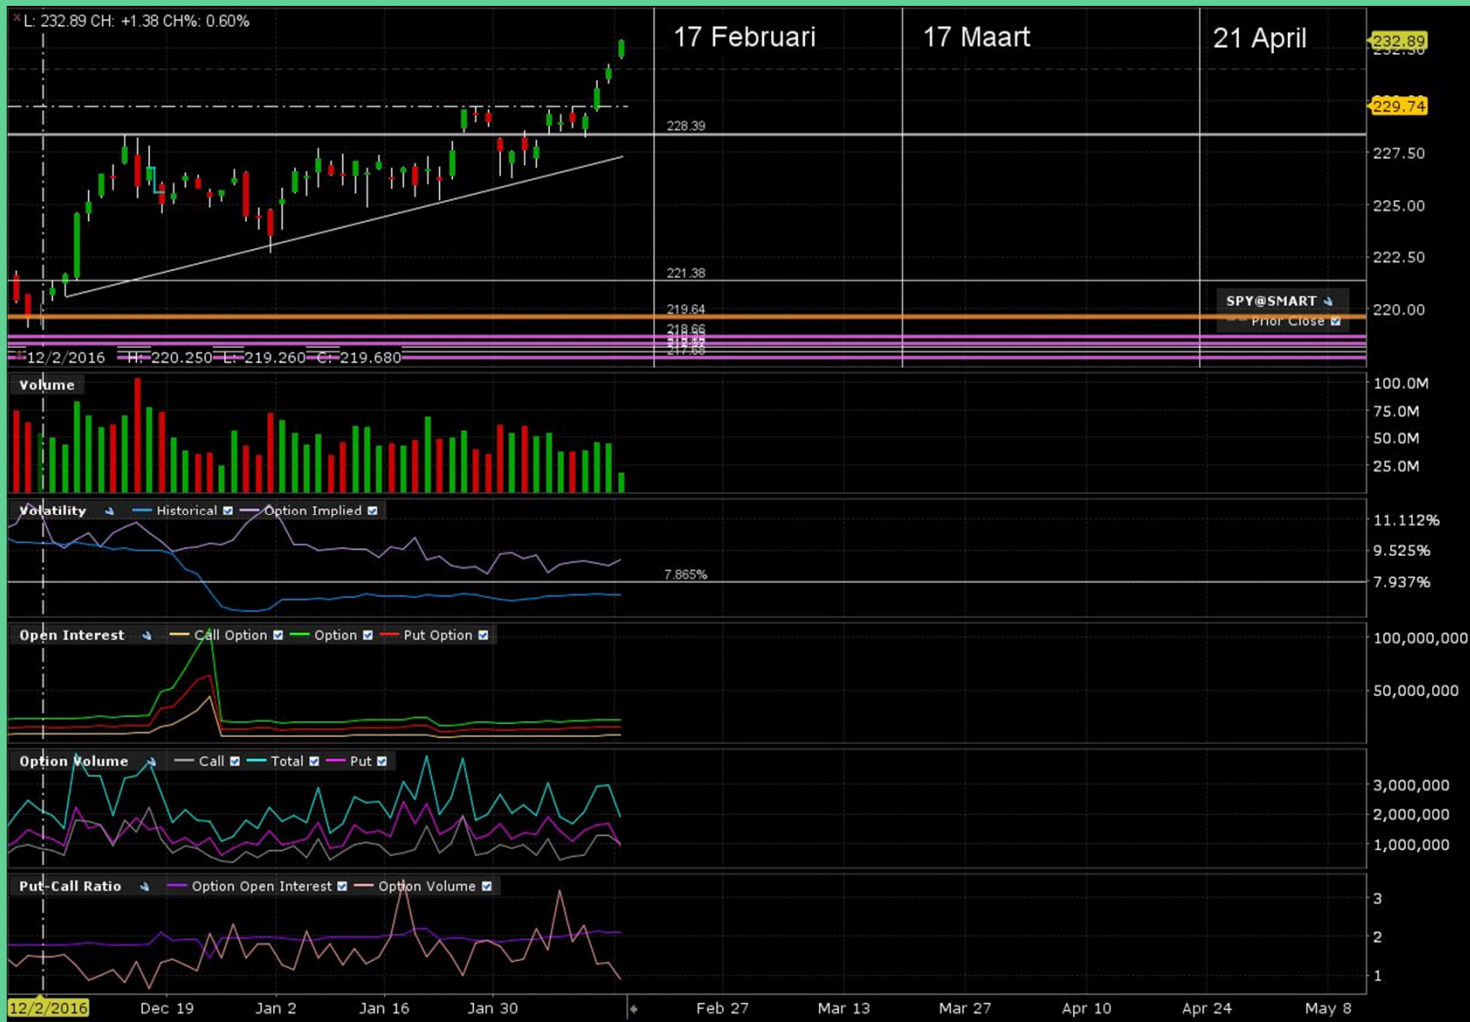 L: 232.89 CH: +1.38 CH%: 0.60%
17 Februari
17 Maart
21 April
232.89
229.74
228.39
227.50
225.00
222.50
221.38
220.00
219.64
218.66
217.68
SPY@SMART
Prior Close
12/2/2016 H: 220.250 L: 219.260 C: 219.680
Volume
100.0M
75.0M
50.0M
25.0M
Volatility Historical Option Implied
11.112%
9.525%
7.865%
7.937%
Open Interest Call Option Option Put Option
100,000,000
50,000,000
Option Volume Call Total Put
3,000,000
2,000,000
1,000,000
Put-Call Ratio Option Open Interest Option Volume
3
2
1
12/2/2016 Dec 19 Jan 2 Jan 16 Jan 30 Feb 27 Mar 13 Mar 27 Apr 10 Apr 24 May 8